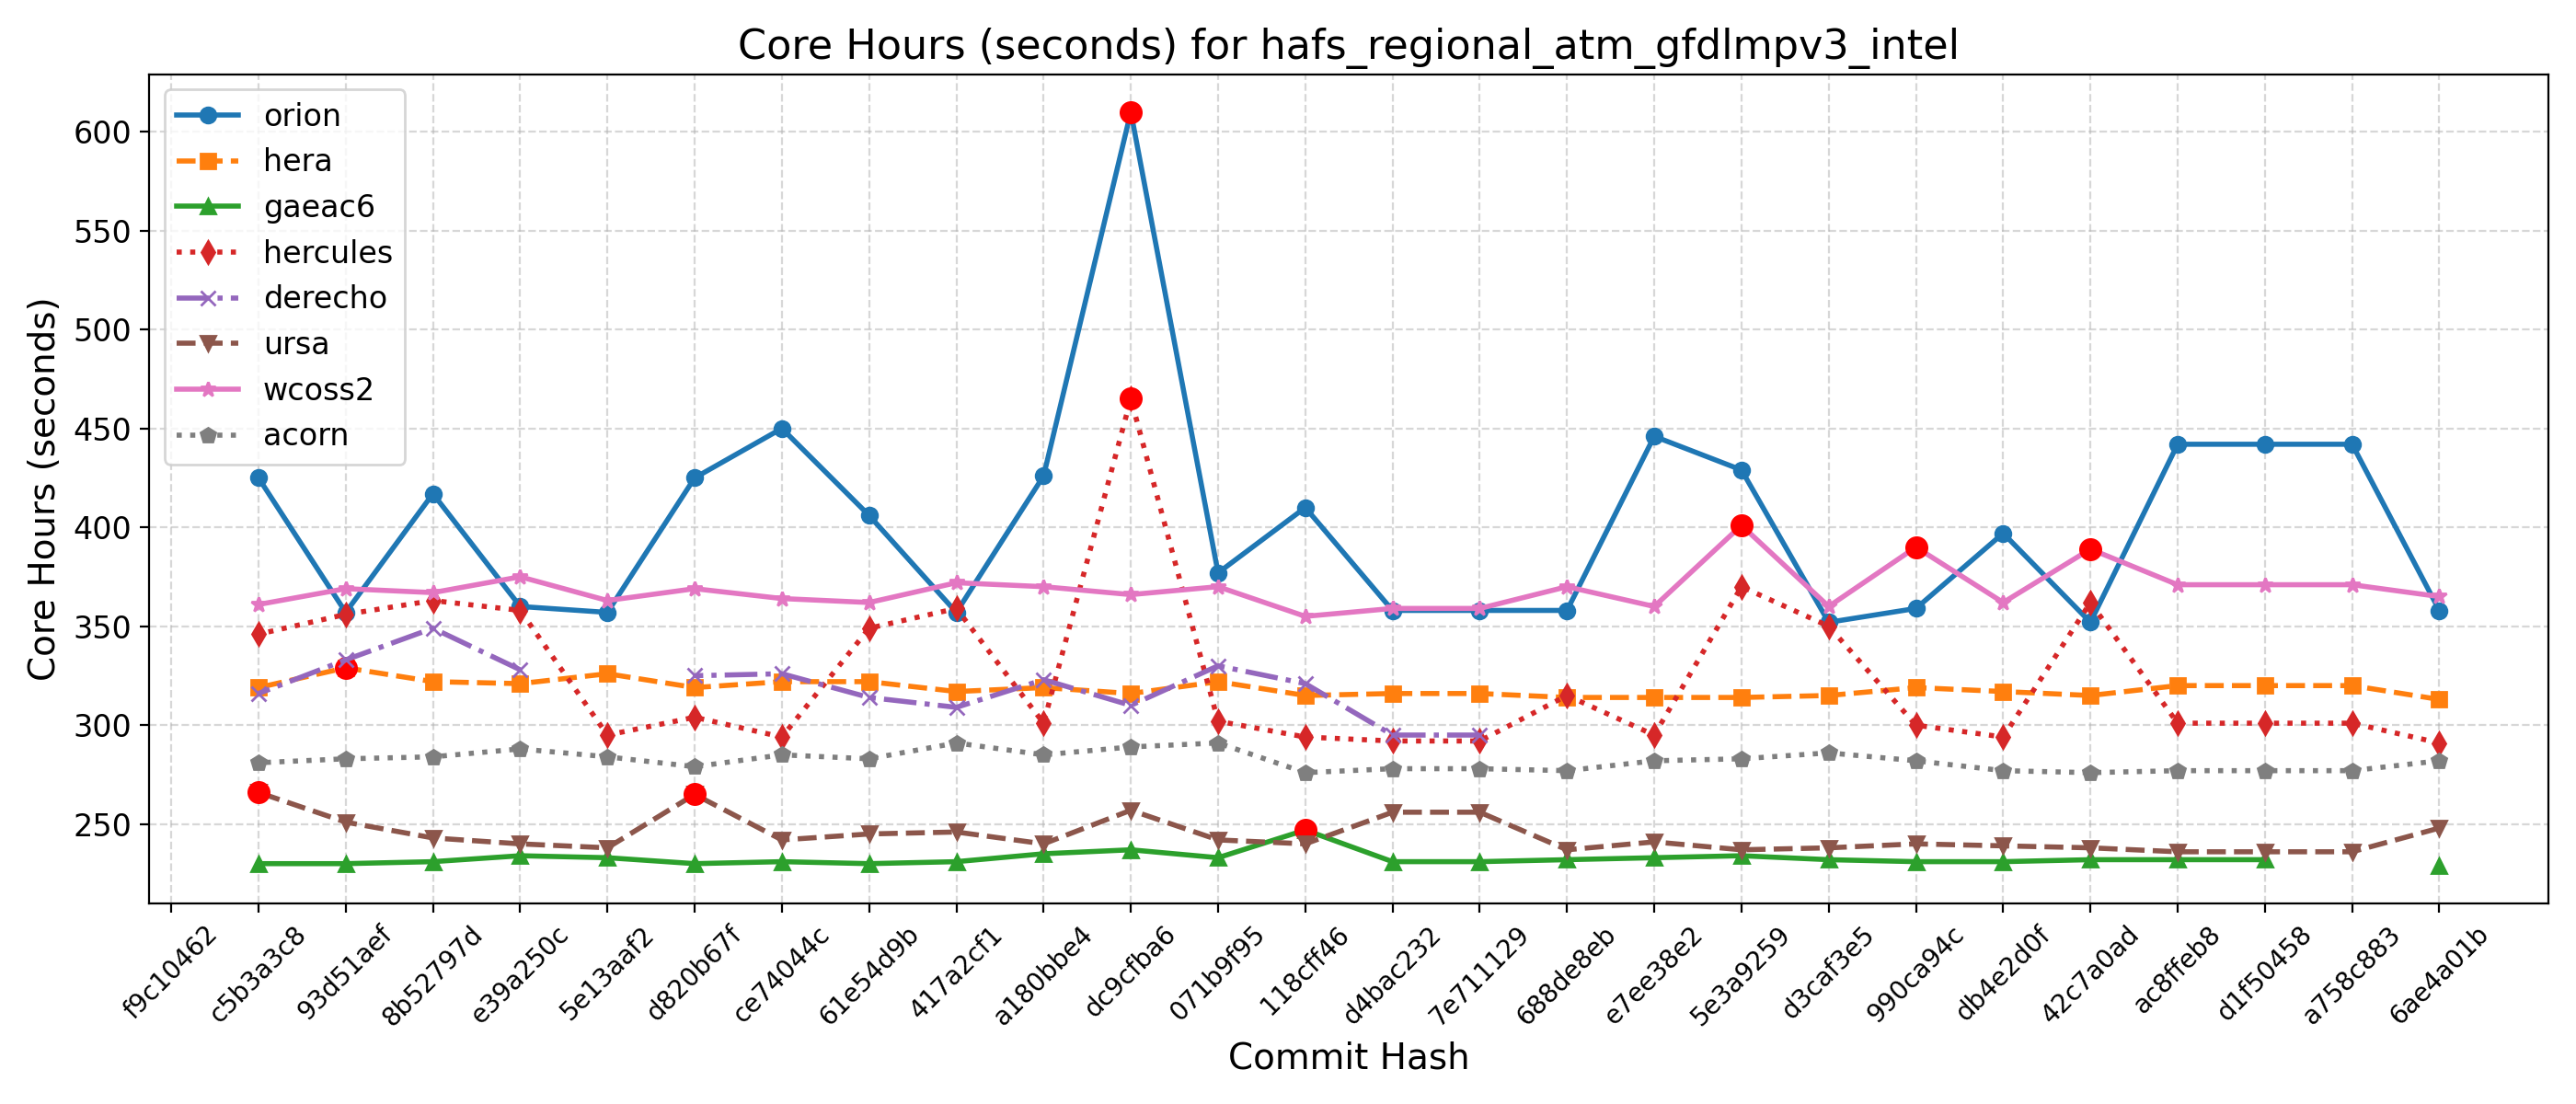 Core Hours (seconds) for hafs_regional_atm_gfdlmpv3_intel
orion
hera
gaeac6
hercules
derecho
ursa
wcoss2
acorn
Core Hours (seconds)
600
550
500
450
400
350
300
250
f9c10462
c5b3a3c8
93d51aef
8b52797d
e39a250c
5e13aaf2
d820b67f
ce74044c
61e54d9b
417a2cf1
a180bbe4
dc9cfba6
071b9f95
118cff46
d4bac232
7e711129
688de8eb
e7ee38e2
5e3a9259
d3caf3e5
990ca94c
db4e2d0f
42c7a0ad
ac8ffeb8
d1f50458
a758c883
6ae4a01b
Commit Hash